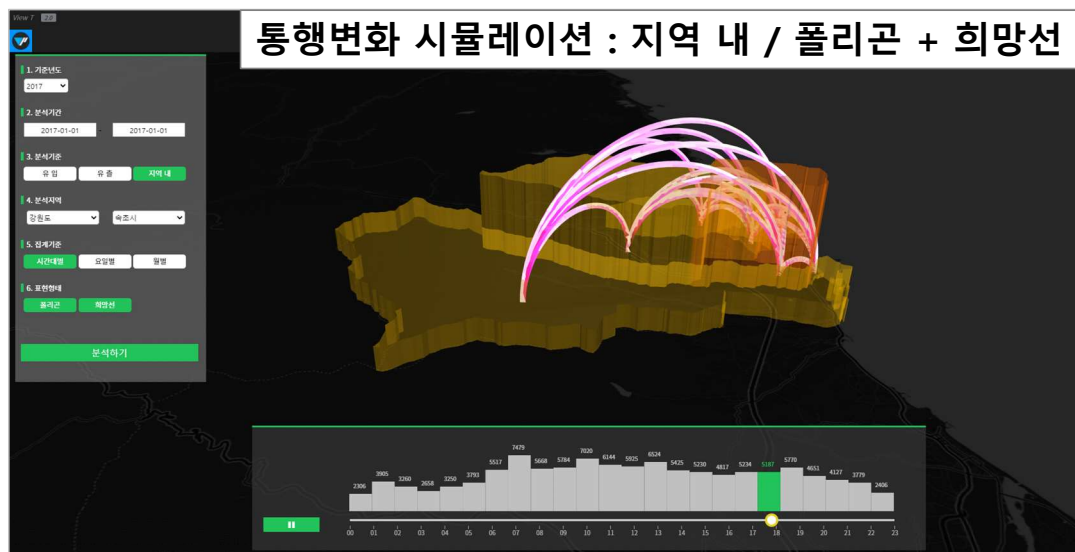 View T 2.0
통행변화 시뮬레이션 : 지역 내 / 폴리곤 + 희망선
1. 기준년도
2017
2. 분석기간
2017-01-01 - 2017-01-01
3. 분석기준
유 입 유 출 지역 내
4. 분석지역
강원도 속초시
5. 집계기준
시간대별 요일별 월별
6. 표현형태
폴리곤 희망선
분석하기
2306 3905 3260 2658 3250 3793 5517 7479 5668 5784 7020 6144 5925 6524 5425 5230 4817 5234 5187 5770 4651 4127 3779 2406
00 01 02 03 04 05 06 07 08 09 10 11 12 13 14 15 16 17 18 19 20 21 22 23